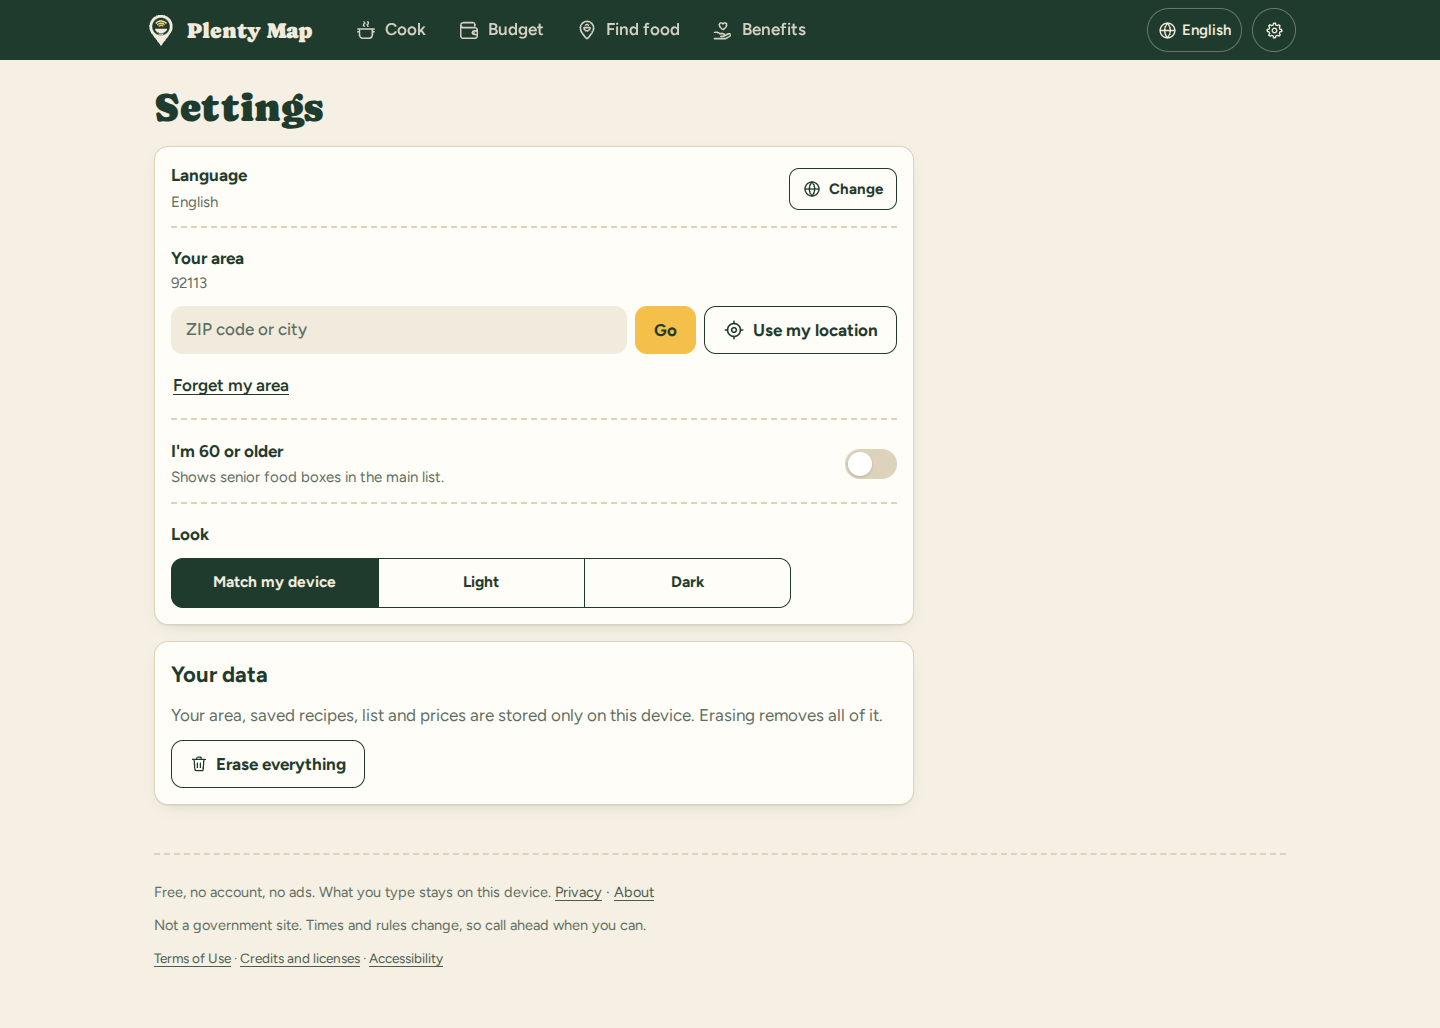 Plenty Map
Cook
Budget
Find food
Benefits
English
Settings
Language
English
Change
Your area
92113
ZIP code or city
Go
Use my location
Forget my area
I'm 60 or older
Shows senior food boxes in the main list.
Look
Match my device
Light
Dark
Your data
Your area, saved recipes, list and prices are stored only on this device. Erasing removes all of it.
Erase everything
Free, no account, no ads. What you type stays on this device. Privacy · About
Not a government site. Times and rules change, so call ahead when you can.
Terms of Use · Credits and licenses · Accessibility